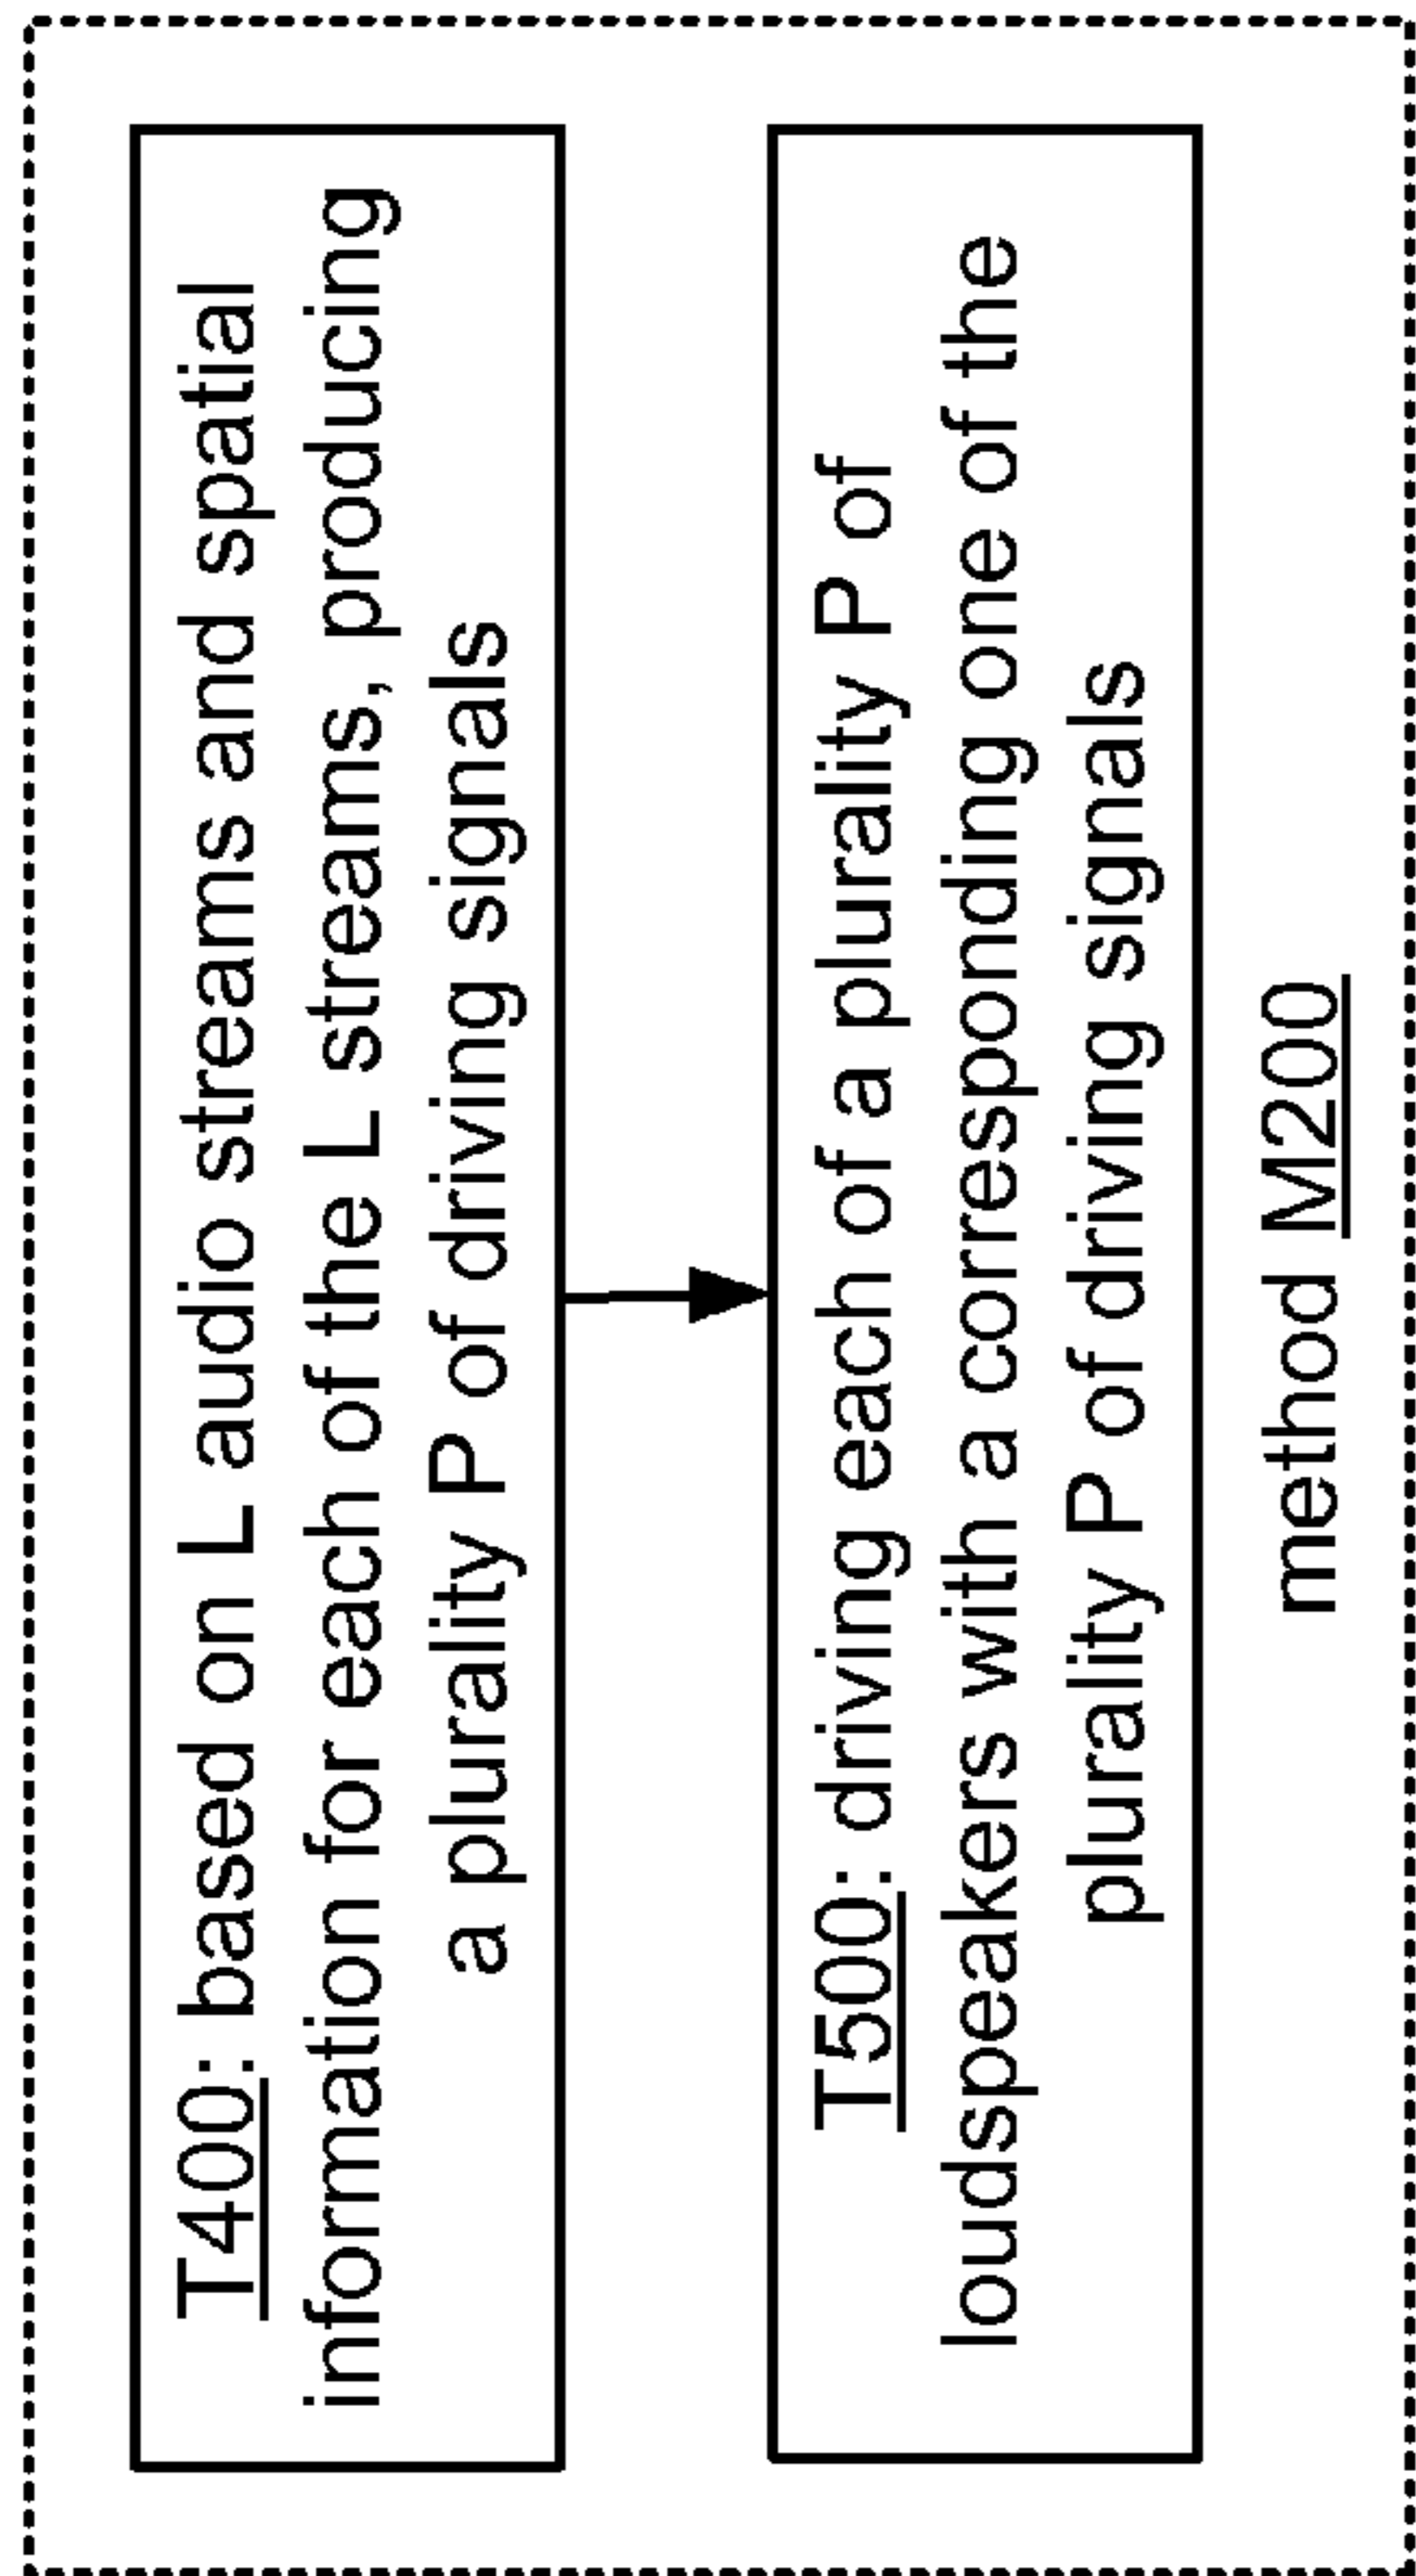 T400: based on L audio streams and spatial
information for each of the L streams, producing
a plurality P of driving signals
T500: driving each of a plurality P of
loudspeakers with a corresponding one of the
plurality P of driving signals
method M200